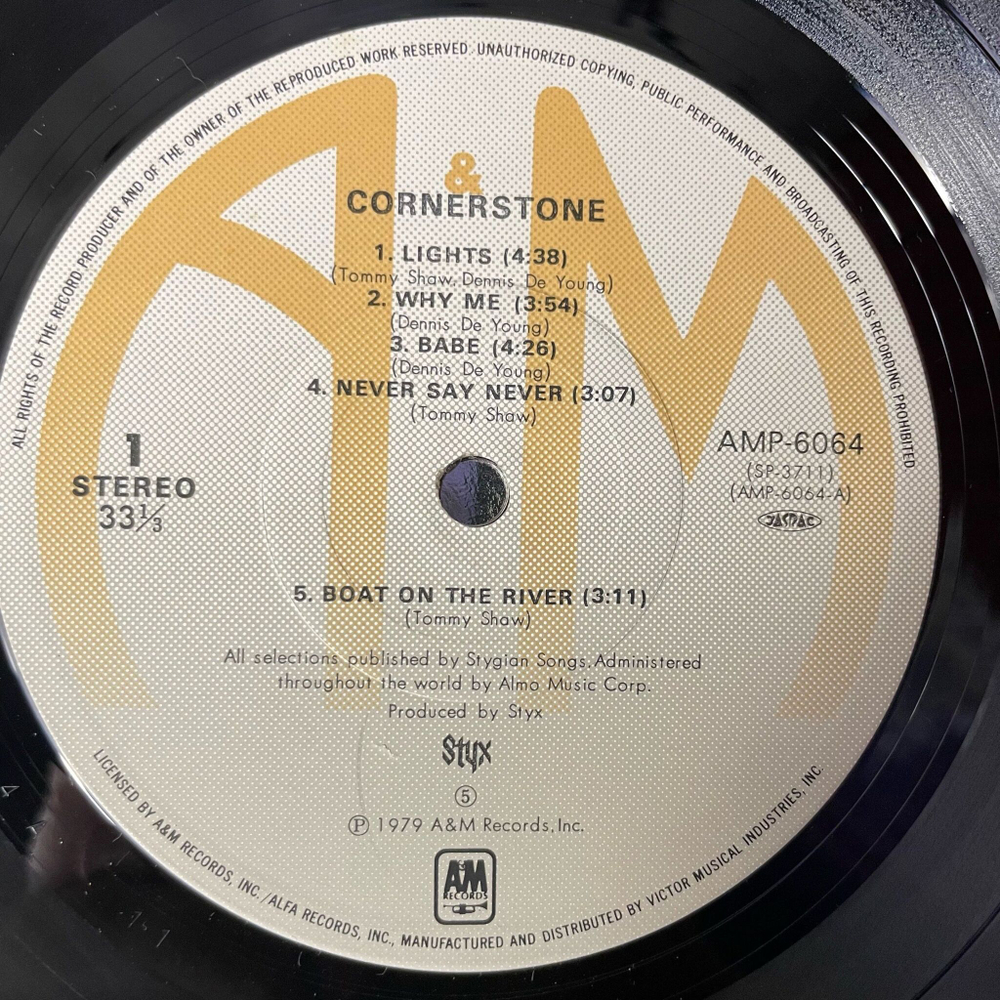 ALL RIGHTS OF THE RECORD PRODUCER AND OF THE OWNER OF THE REPRODUCED WORK RESERVED. UNAUTHORIZED COPYING, PUBLIC PERFORMANCE AND BROADCASTING OF THIS RECORDING PROHIBITED
A & M
CORNERSTONE
1. LIGHTS (4:38)
(Tommy Shaw, Dennis De Young)
2. WHY ME (3:54)
(Dennis De Young)
3. BABE (4:26)
(Dennis De Young)
4. NEVER SAY NEVER (3:07)
(Tommy Shaw)
1
STEREO
33⅓
AMP-6064
(SP-3711)
(AMP-6064-A)
JASRAC
5. BOAT ON THE RIVER (3:11)
(Tommy Shaw)
All selections published by Stygian Songs. Administered
throughout the world by Almo Music Corp.
Produced by Styx
Styx
⑤
Ⓟ 1979 A&M Records, Inc.
A&M
RECORDS
LICENSED BY A&M RECORDS, INC./ALFA RECORDS, INC., MANUFACTURED AND DISTRIBUTED BY VICTOR MUSICAL INDUSTRIES, INC.